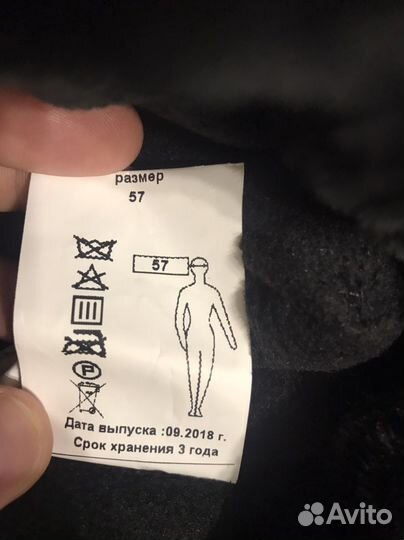 размер
57
57
P
Дата выпуска :09.2018 г.
Срок хранения 3 года
Avito